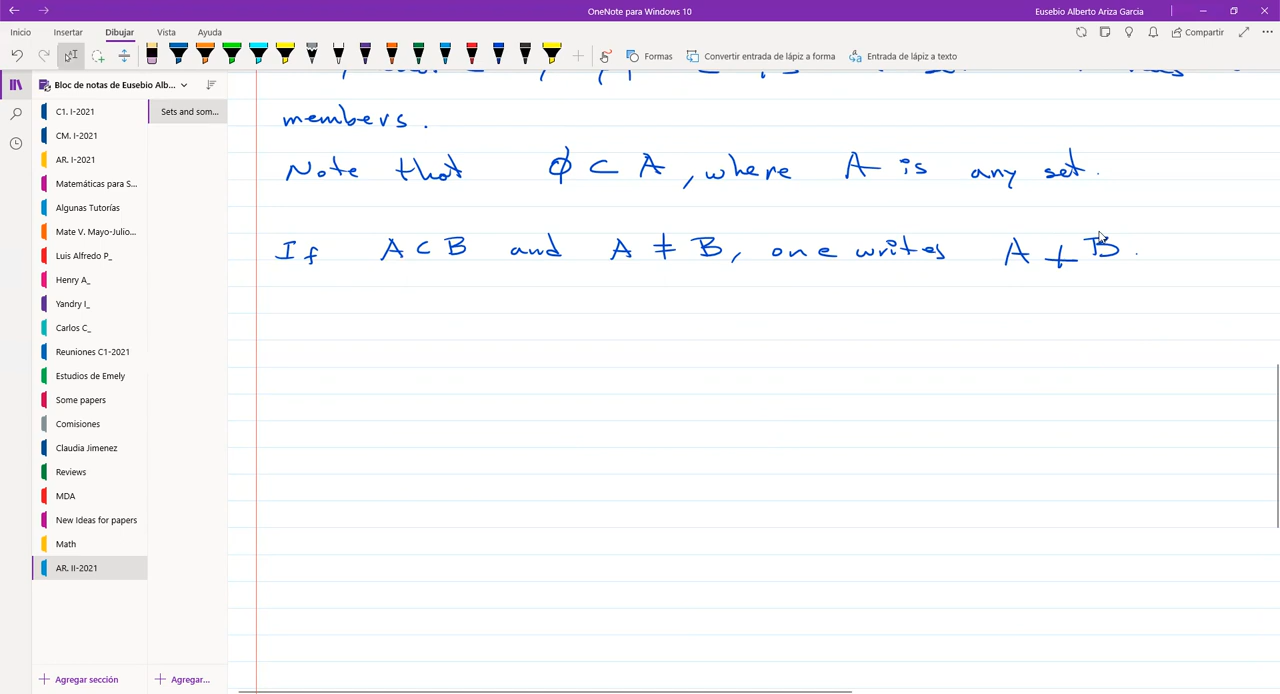 OneNote para Windows 10
Eusebio Alberto Ariza Garcia
Inicio Insertar Dibujar Vista Ayuda
Compartir
Formas Convertir entrada de lápiz a forma Entrada de lápiz a texto
Bloc de notas de Eusebio Alb...
C1. I-2021
CM. I-2021
AR. I-2021
Matemáticas para S...
Algunas Tutorías
Mate V. Mayo-Julio...
Luis Alfredo P_
Henry A_
Yandry I_
Carlos C_
Reuniones C1-2021
Estudios de Emely
Some papers
Comisiones
Claudia Jimenez
Reviews
MDA
New Ideas for papers
Math
AR. II-2021
Agregar sección
Sets and som...
Agregar...
members.
Note that ϕ ⊂ A, where A is any set.
If A ⊂ B and A ≠ B, one writes A B.